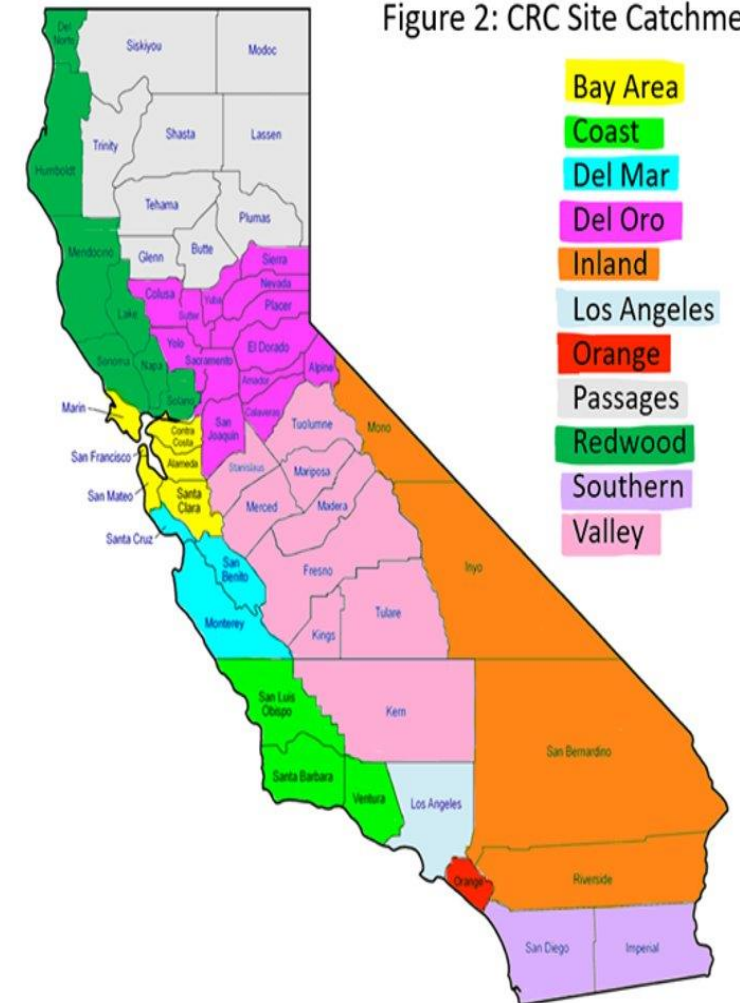 Figure 2: CRC Site Catchme
Bay Area
Coast
Del Mar
Del Oro
Inland
Los Angeles
Orange
Passages
Redwood
Southern
Valley
Del
Norte
Siskiyou
Modoc
Humboldt
Trinity
Shasta
Lassen
Tehama
Plumas
Mendocino
Glenn
Butte
Sierra
Nevada
Colusa
Yuba
Placer
Lake
Sutter
Yolo
El Dorado
Sonoma
Napa
Sacramento
Alpine
Amador
Solano
Calaveras
Marin
San
Joaquin
Tuolumne
Mono
Contra
Costa
San Francisco
Alameda
Stanislaus
Mariposa
San Mateo
Santa
Clara
Merced
Madera
Santa Cruz
San
Benito
Fresno
Inyo
Monterey
Kings
Tulare
San Luis
Obispo
Kern
San Bernardino
Santa Barbara
Ventura
Los Angeles
Orange
Riverside
San Diego
Imperial